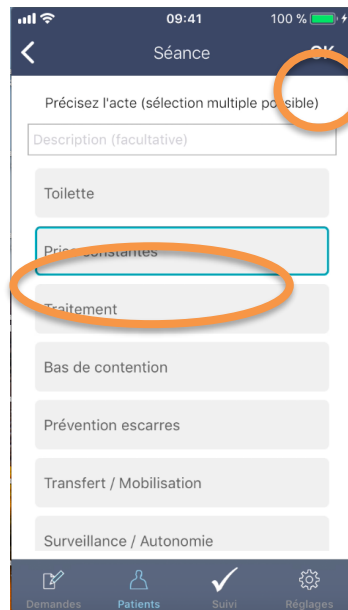 09:41
100 %
Séance
OK
Précisez l'acte (sélection multiple possible)
Description (facultative)
Toilette
Prise constantes
Traitement
Bas de contention
Prévention escarres
Transfert / Mobilisation
Surveillance / Autonomie
Demandes
Patients
Suivi
Réglages